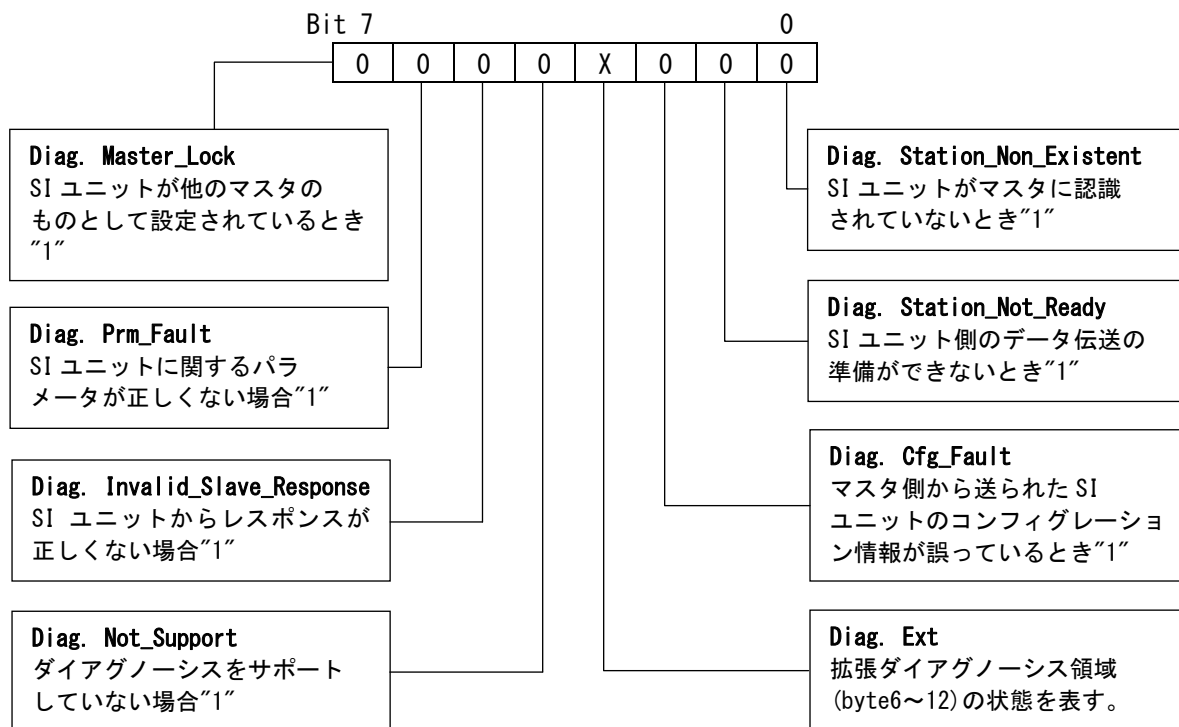 Bit 7 0
0 0 0 0 X 0 0 0
Diag. Master_Lock
SI ユニットが他のマスタの
ものとして設定されているとき
"1"
Diag. Prm_Fault
SI ユニットに関するパラ
メータが正しくない場合"1"
Diag. Invalid_Slave_Response
SI ユニットからレスポンスが
正しくない場合"1"
Diag. Not_Support
ダイアグノーシスをサポート
していない場合"1"
Diag. Station_Non_Existent
SI ユニットがマスタに認識
されていないとき"1"
Diag. Station_Not_Ready
SI ユニット側のデータ伝送の
準備ができないとき"1"
Diag. Cfg_Fault
マスタ側から送られた SI
ユニットのコンフィグレーショ
ン情報が誤っているとき"1"
Diag. Ext
拡張ダイアグノーシス領域
(byte6～12)の状態を表す。